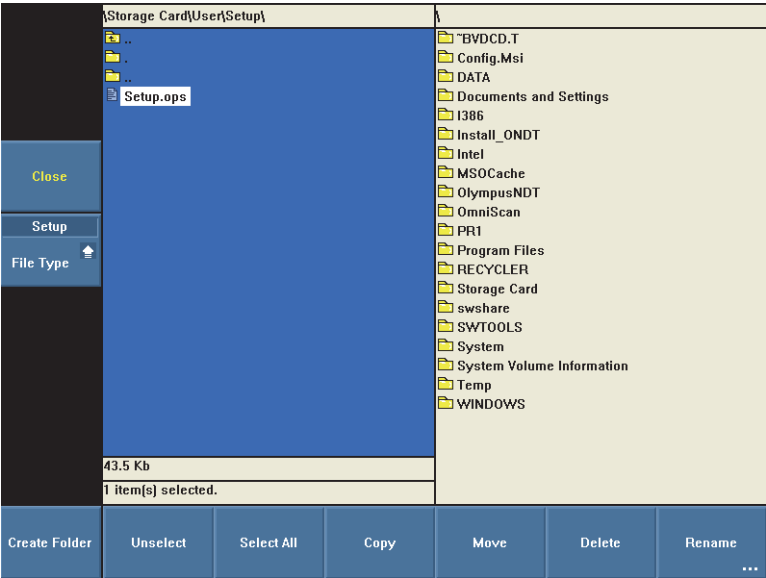 \Storage Card\User\Setup\
..
.
..
Setup.ops
43.5 Kb
1 item(s) selected.
\
~BVDCD.T
Config.Msi
DATA
Documents and Settings
I386
Install_ONDT
Intel
MSOCache
OlympusNDT
OmniScan
PR1
Program Files
RECYCLER
Storage Card
swshare
SWTOOLS
System
System Volume Information
Temp
WINDOWS
Close
Setup
File Type
Create Folder
Unselect
Select All
Copy
Move
Delete
Rename
...